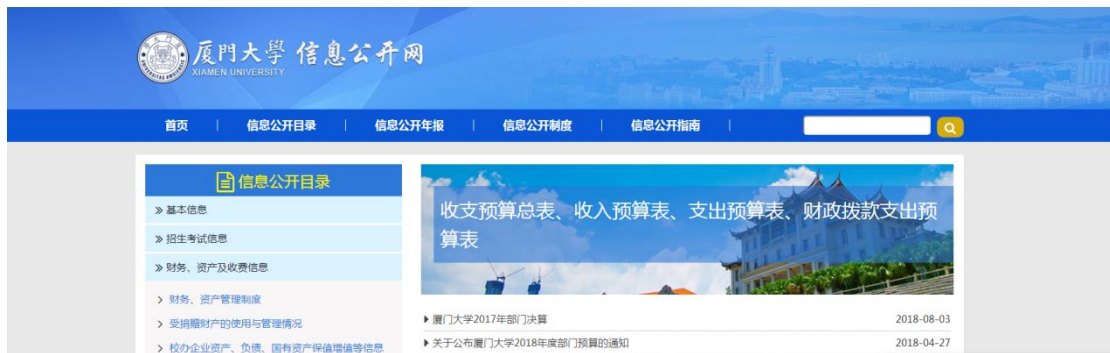 厦門大學 信息公开网
XIAMEN UNIVERSITY
首页 | 信息公开目录 | 信息公开年报 | 信息公开制度 | 信息公开指南 |
信息公开目录
» 基本信息
» 招生考试信息
» 财务、资产及收费信息
> 财务、资产管理制度
> 受捐赠财产的使用与管理情况
> 校办企业资产、负债、国有资产保值增值等信息
收支预算总表、收入预算表、支出预算表、财政拨款支出预
算表
厦门大学2017年部门决算 2018-08-03
关于公布厦门大学2018年度部门预算的通知 2018-04-27